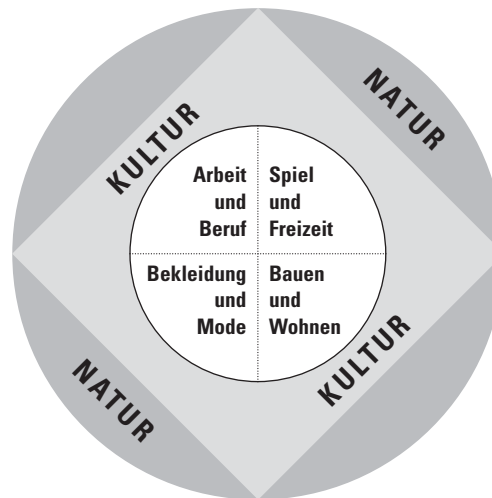 NATUR
KULTUR
Arbeit
und
Beruf
Spiel
und
Freizeit
Bekleidung
und
Mode
Bauen
und
Wohnen
KULTUR
NATUR